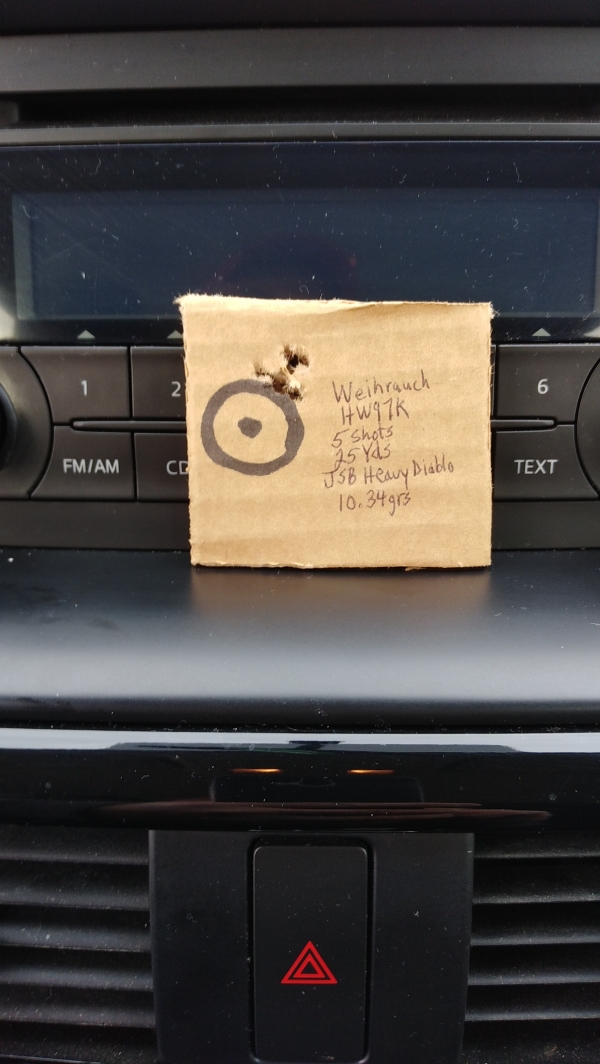 1
2
6
FM/AM
CD
TEXT
Weihrauch
HW97K
5 Shots
25 Yds
JSB Heavy Diablo
10.34grs